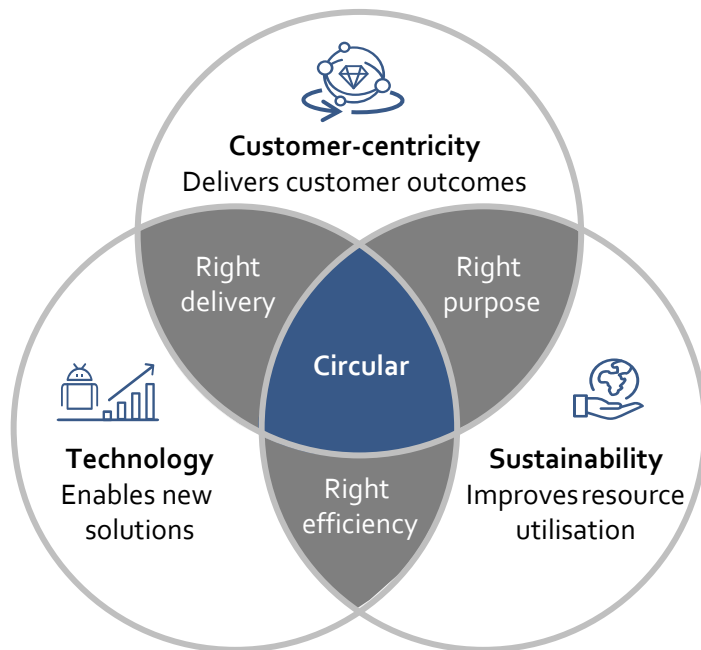 Customer-centricity
Delivers customer outcomes
Right
delivery
Right
purpose
Circular
Technology
Enables new
solutions
Sustainability
Improves resource
utilisation
Right
efficiency